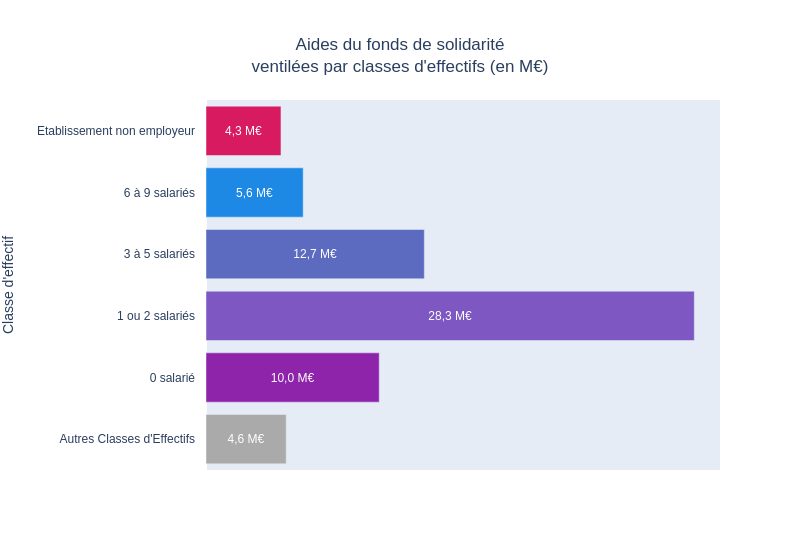 Aides du fonds de solidarité
ventilées par classes d'effectifs (en M€)
Classe d'effectif
Etablissement non employeur
4,3 M€
6 à 9 salariés
5,6 M€
3 à 5 salariés
12,7 M€
1 ou 2 salariés
28,3 M€
0 salarié
10,0 M€
Autres Classes d'Effectifs
4,6 M€